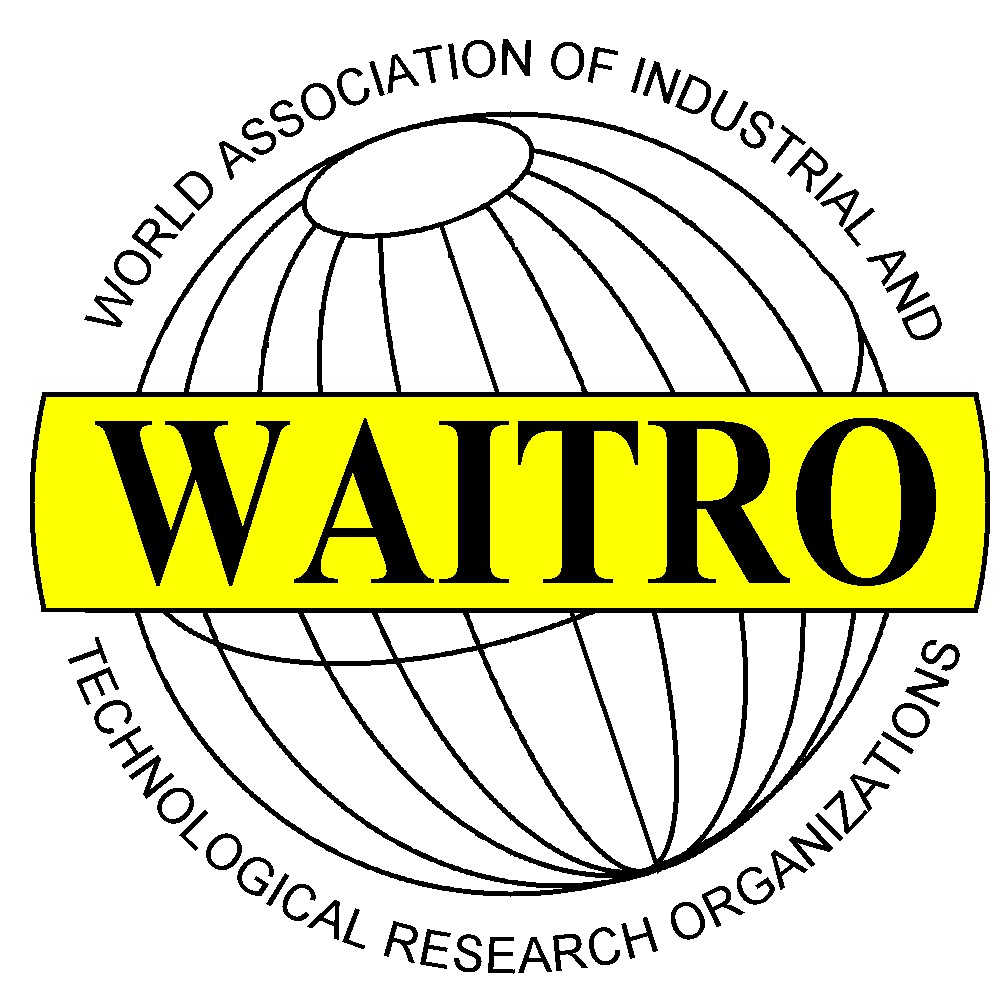 WORLD ASSOCIATION OF INDUSTRIAL AND
WAITRO
TECHNOLOGICAL RESEARCH ORGANIZATIONS